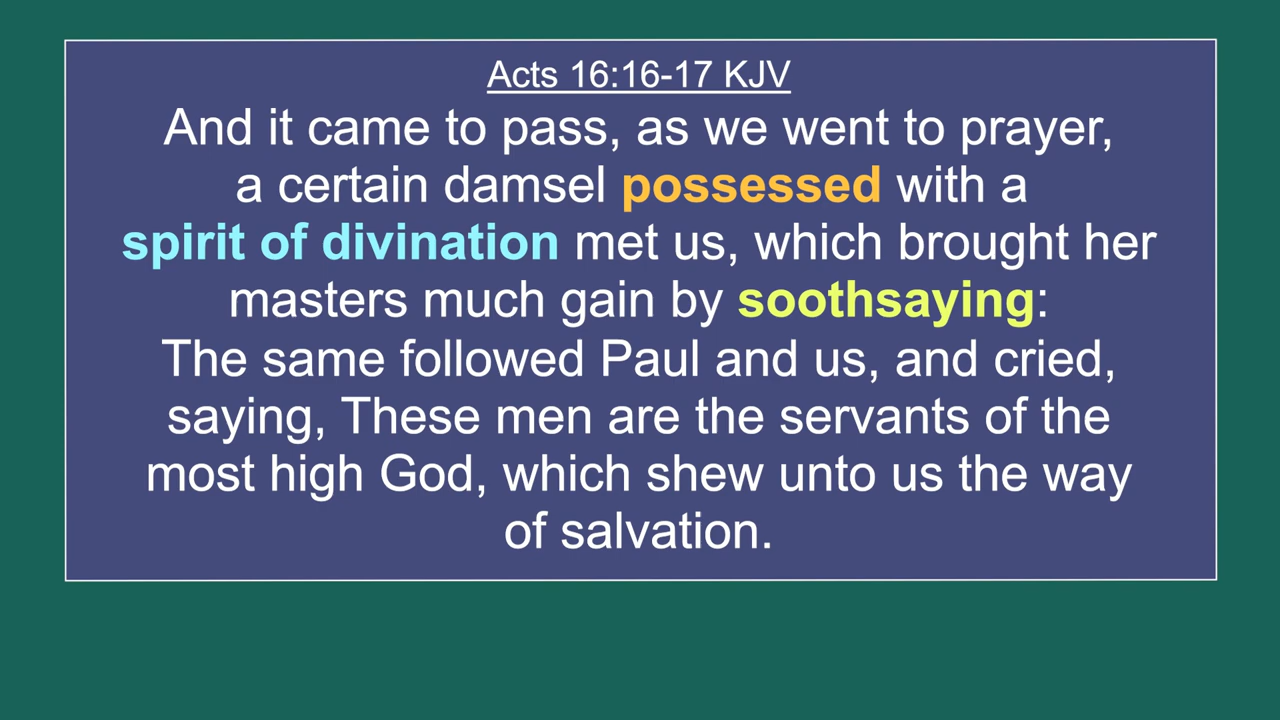 Acts 16:16-17 KJV
And it came to pass, as we went to prayer,
a certain damsel possessed with a
spirit of divination met us, which brought her
masters much gain by soothsaying:
The same followed Paul and us, and cried,
saying, These men are the servants of the
most high God, which shew unto us the way
of salvation.